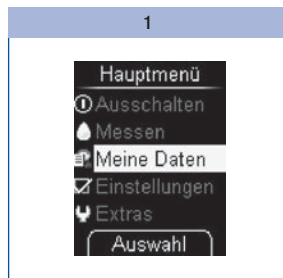 1
Hauptmenü
Ausschalten
Messen
Meine Daten
Einstellungen
Extras
Auswahl